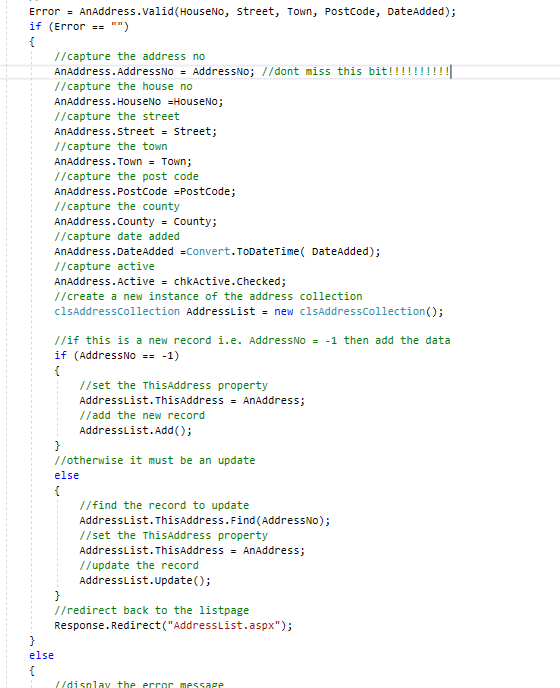 Error = AnAddress.Valid(HouseNo, Street, Town, PostCode, DateAdded);
if (Error == "")
{
//capture the address no
AnAddress.AddressNo = AddressNo; //dont miss this bit!!!!!!!!!!
//capture the house no
AnAddress.HouseNo =HouseNo;
//capture the street
AnAddress.Street = Street;
//capture the town
AnAddress.Town = Town;
//capture the post code
AnAddress.PostCode =PostCode;
//capture the county
AnAddress.County = County;
//capture date added
AnAddress.DateAdded =Convert.ToDateTime( DateAdded);
//capture active
AnAddress.Active = chkActive.Checked;
//create a new instance of the address collection
clsAddressCollection AddressList = new clsAddressCollection();
//if this is a new record i.e. AddressNo = -1 then add the data
if (AddressNo == -1)
{
//set the ThisAddress property
AddressList.ThisAddress = AnAddress;
//add the new record
AddressList.Add();
}
//otherwise it must be an update
else
{
//find the record to update
AddressList.ThisAddress.Find(AddressNo);
//set the ThisAddress property
AddressList.ThisAddress = AnAddress;
//update the record
AddressList.Update();
}
//redirect back to the listpage
Response.Redirect("AddressList.aspx");
}
else
{
//display the error message